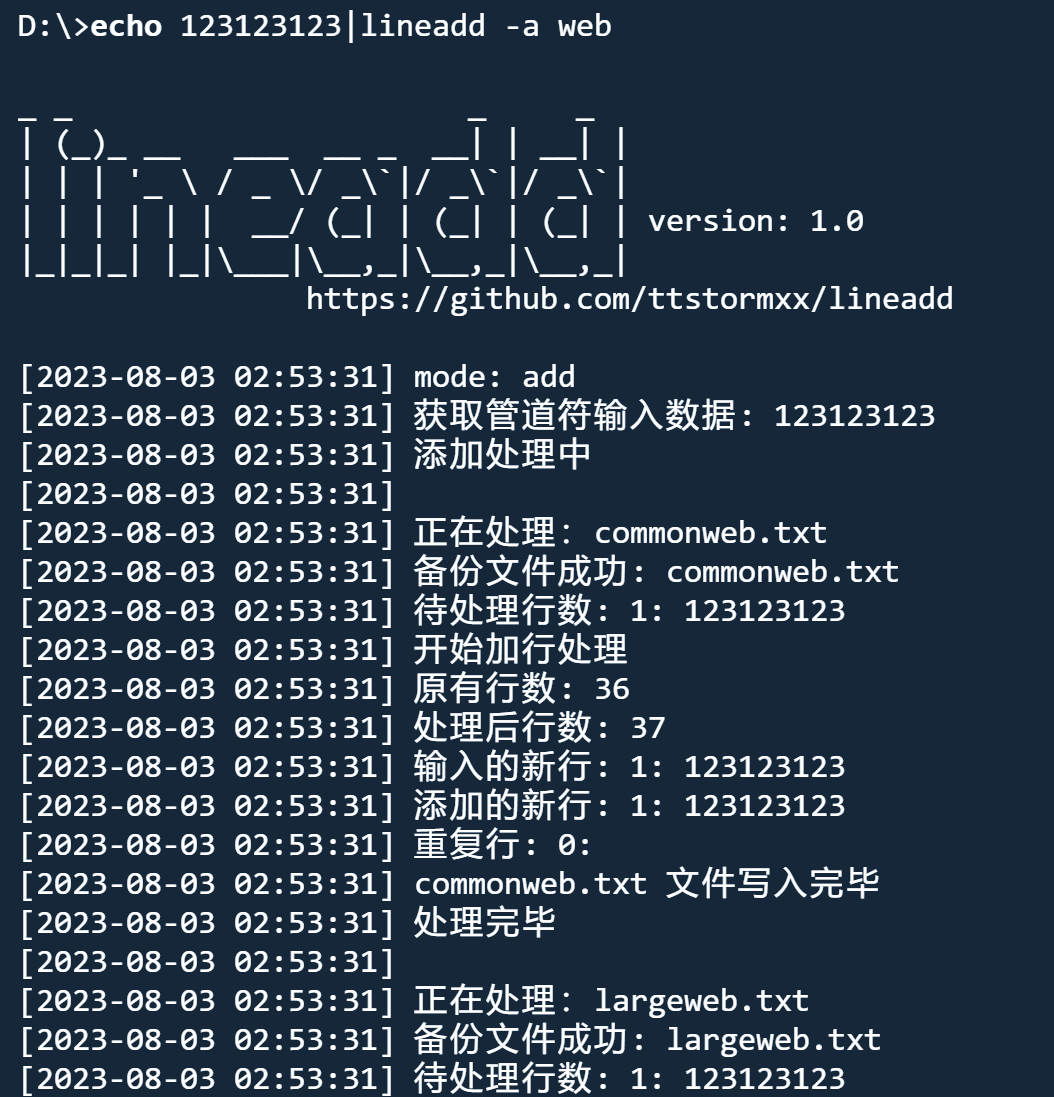 D:\>echo 123123123|lineadd -a web
_ _                      _     _
| (_)_ __   ___  __ _  __| | __| |
| | | '_ \ / _ \/ _\`|/ _\`|/ _\`|
| | | | | |  __/ (_| | (_| | (_| | version: 1.0
|_|_|_| |_|\___|\__,_|\__,_|\__,_|
                https://github.com/ttstormxx/lineadd
[2023-08-03 02:53:31] mode: add
[2023-08-03 02:53:31] 获取管道符输入数据: 123123123
[2023-08-03 02:53:31] 添加处理中
[2023-08-03 02:53:31]
[2023-08-03 02:53:31] 正在处理: commonweb.txt
[2023-08-03 02:53:31] 备份文件成功: commonweb.txt
[2023-08-03 02:53:31] 待处理行数: 1: 123123123
[2023-08-03 02:53:31] 开始加行处理
[2023-08-03 02:53:31] 原有行数: 36
[2023-08-03 02:53:31] 处理后行数: 37
[2023-08-03 02:53:31] 输入的新行: 1: 123123123
[2023-08-03 02:53:31] 添加的新行: 1: 123123123
[2023-08-03 02:53:31] 重复行: 0:
[2023-08-03 02:53:31] commonweb.txt 文件写入完毕
[2023-08-03 02:53:31] 处理完毕
[2023-08-03 02:53:31]
[2023-08-03 02:53:31] 正在处理: largeweb.txt
[2023-08-03 02:53:31] 备份文件成功: largeweb.txt
[2023-08-03 02:53:31] 待处理行数: 1: 123123123